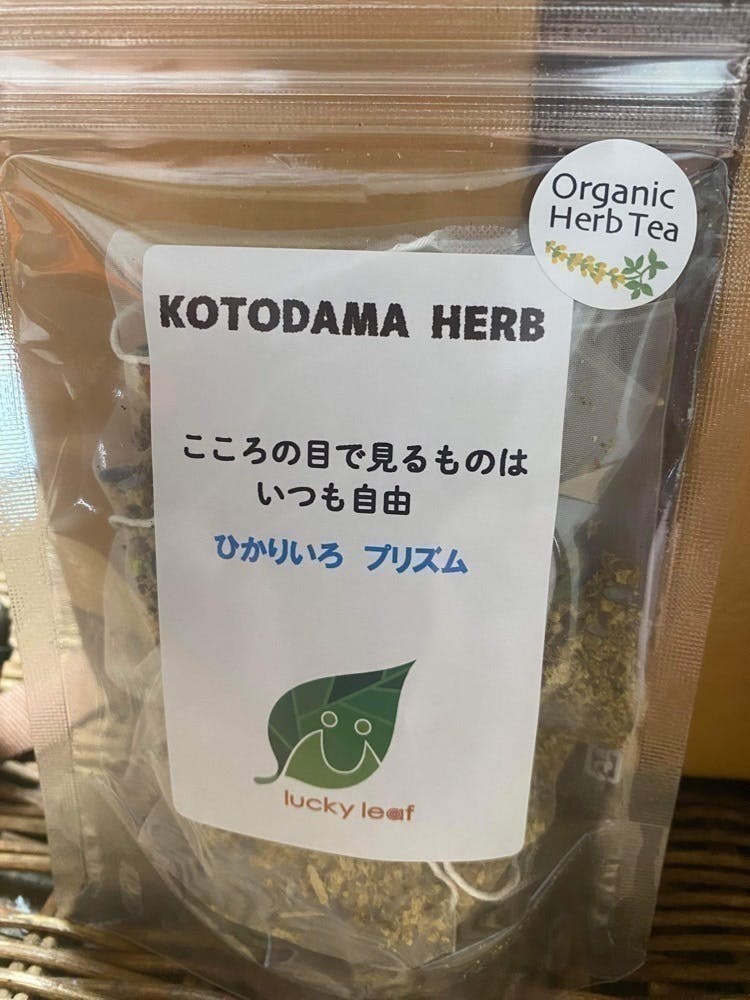 Organic
Herb Tea
KOTODAMA HERB
こころの目で見るものは
いつも自由
ひかりいろ プリズム
lucky leaf